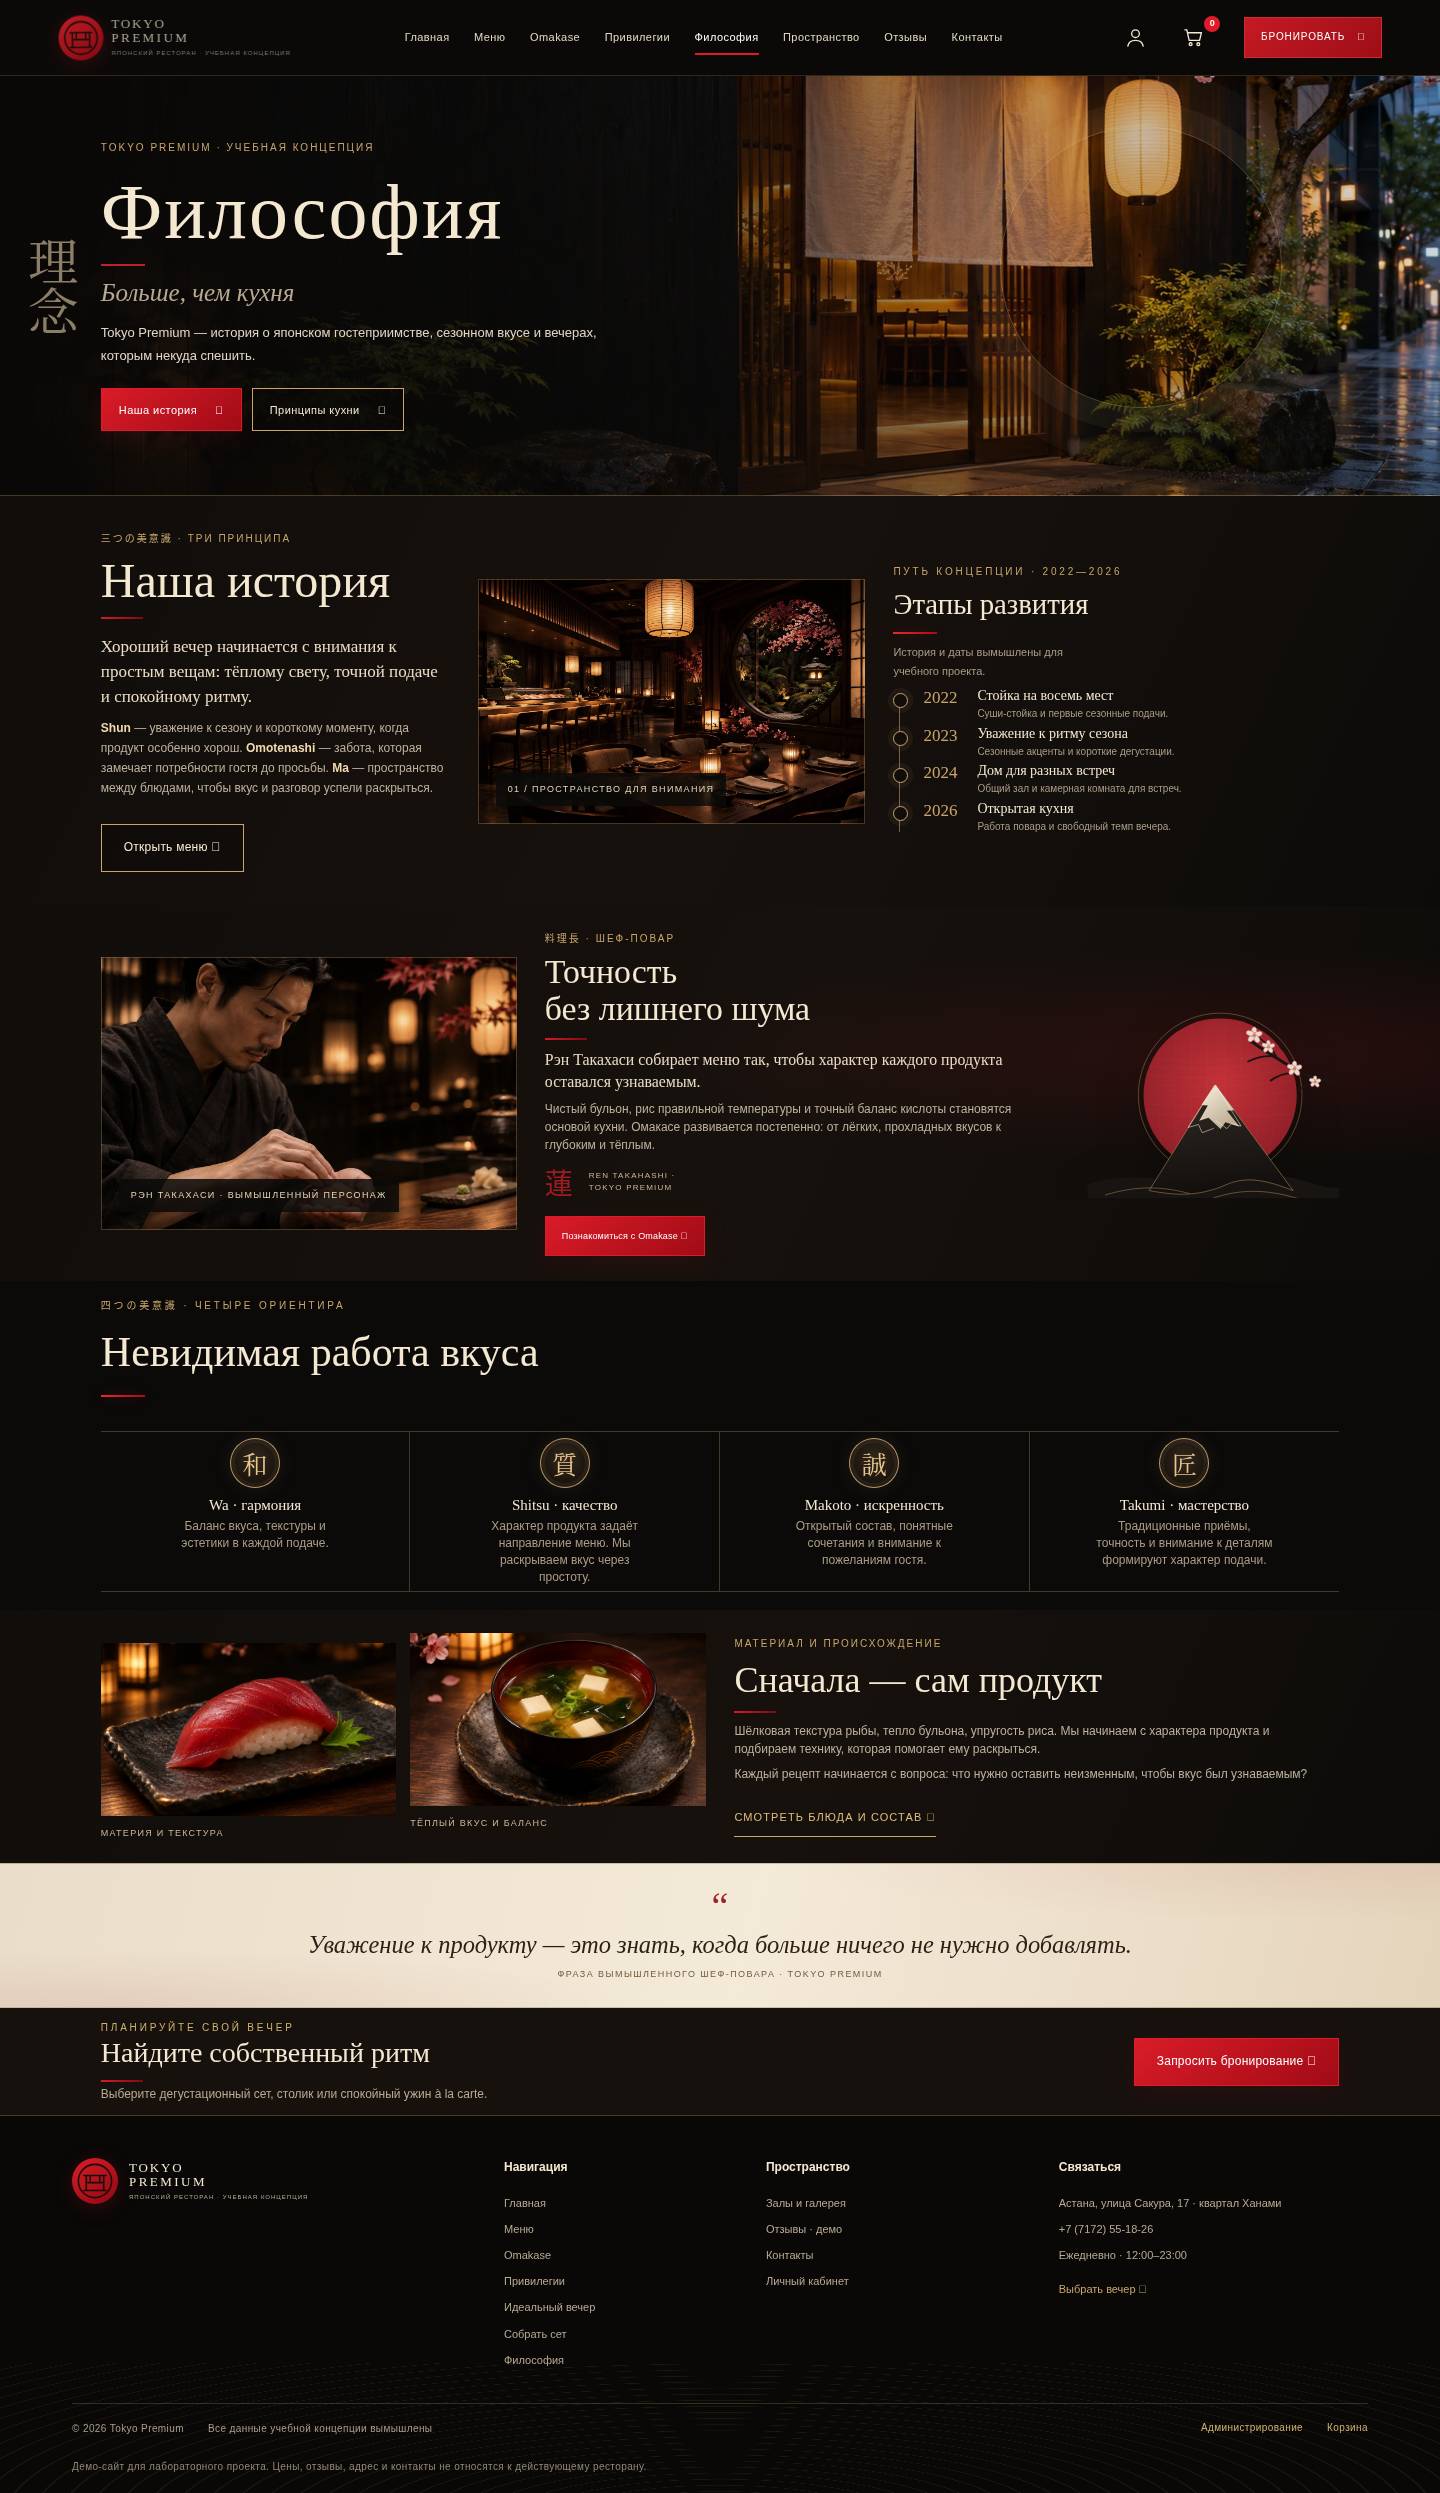 TOKYO
PREMIUM
ЯПОНСКИЙ РЕСТОРАН · УЧЕБНАЯ КОНЦЕПЦИЯ
Главная
Меню
Omakase
Привилегии
Философия
Пространство
Отзывы
Контакты
0
БРОНИРОВАТЬ
TOKYO PREMIUM · УЧЕБНАЯ КОНЦЕПЦИЯ
Философия
理念
Больше, чем кухня
Tokyo Premium — история о японском гостеприимстве, сезонном вкусе и вечерах,
которым некуда спешить.
Наша история
Принципы кухни
三つの美意識 · ТРИ ПРИНЦИПА
Наша история
Хороший вечер начинается с внимания к
простым вещам: тёплому свету, точной подаче
и спокойному ритму.
Shun — уважение к сезону и короткому моменту, когда
продукт особенно хорош. Omotenashi — забота, которая
замечает потребности гостя до просьбы. Ma — пространство
между блюдами, чтобы вкус и разговор успели раскрыться.
Открыть меню
01 / ПРОСТРАНСТВО ДЛЯ ВНИМАНИЯ
ПУТЬ КОНЦЕПЦИИ · 2022—2026
Этапы развития
История и даты вымышлены для
учебного проекта.
2022
Стойка на восемь мест
Суши-стойка и первые сезонные подачи.
2023
Уважение к ритму сезона
Сезонные акценты и короткие дегустации.
2024
Дом для разных встреч
Общий зал и камерная комната для встреч.
2026
Открытая кухня
Работа повара и свободный темп вечера.
РЭН ТАКАХАСИ · ВЫМЫШЛЕННЫЙ ПЕРСОНАЖ
料理長 · ШЕФ-ПОВАР
Точность
без лишнего шума
Рэн Такахаси собирает меню так, чтобы характер каждого продукта
оставался узнаваемым.
Чистый бульон, рис правильной температуры и точный баланс кислоты становятся
основой кухни. Омакасе развивается постепенно: от лёгких, прохладных вкусов к
глубоким и тёплым.
蓮
REN TAKAHASHI ·
TOKYO PREMIUM
Познакомиться с Omakase
四つの美意識 · ЧЕТЫРЕ ОРИЕНТИРА
Невидимая работа вкуса
和
Wa · гармония
Баланс вкуса, текстуры и
эстетики в каждой подаче.
質
Shitsu · качество
Характер продукта задаёт
направление меню. Мы
раскрываем вкус через
простоту.
誠
Makoto · искренность
Открытый состав, понятные
сочетания и внимание к
пожеланиям гостя.
匠
Takumi · мастерство
Традиционные приёмы,
точность и внимание к деталям
формируют характер подачи.
МАТЕРИЯ И ТЕКСТУРА
ТЁПЛЫЙ ВКУС И БАЛАНС
МАТЕРИАЛ И ПРОИСХОЖДЕНИЕ
Сначала — сам продукт
Шёлковая текстура рыбы, тепло бульона, упругость риса. Мы начинаем с характера продукта и
подбираем технику, которая помогает ему раскрыться.
Каждый рецепт начинается с вопроса: что нужно оставить неизменным, чтобы вкус был узнаваемым?
СМОТРЕТЬ БЛЮДА И СОСТАВ
“
Уважение к продукту — это знать, когда больше ничего не нужно добавлять.
ФРАЗА ВЫМЫШЛЕННОГО ШЕФ-ПОВАРА · TOKYO PREMIUM
ПЛАНИРУЙТЕ СВОЙ ВЕЧЕР
Найдите собственный ритм
Выберите дегустационный сет, столик или спокойный ужин à la carte.
Запросить бронирование
TOKYO
PREMIUM
ЯПОНСКИЙ РЕСТОРАН · УЧЕБНАЯ КОНЦЕПЦИЯ
Навигация
Главная
Меню
Omakase
Привилегии
Идеальный вечер
Собрать сет
Философия
Пространство
Залы и галерея
Отзывы · демо
Контакты
Личный кабинет
Связаться
Астана, улица Сакура, 17 · квартал Ханами
+7 (7172) 55-18-26
Ежедневно · 12:00–23:00
Выбрать вечер
© 2026 Tokyo Premium
Все данные учебной концепции вымышлены
Администрирование
Корзина
Демо-сайт для лабораторного проекта. Цены, отзывы, адрес и контакты не относятся к действующему ресторану.